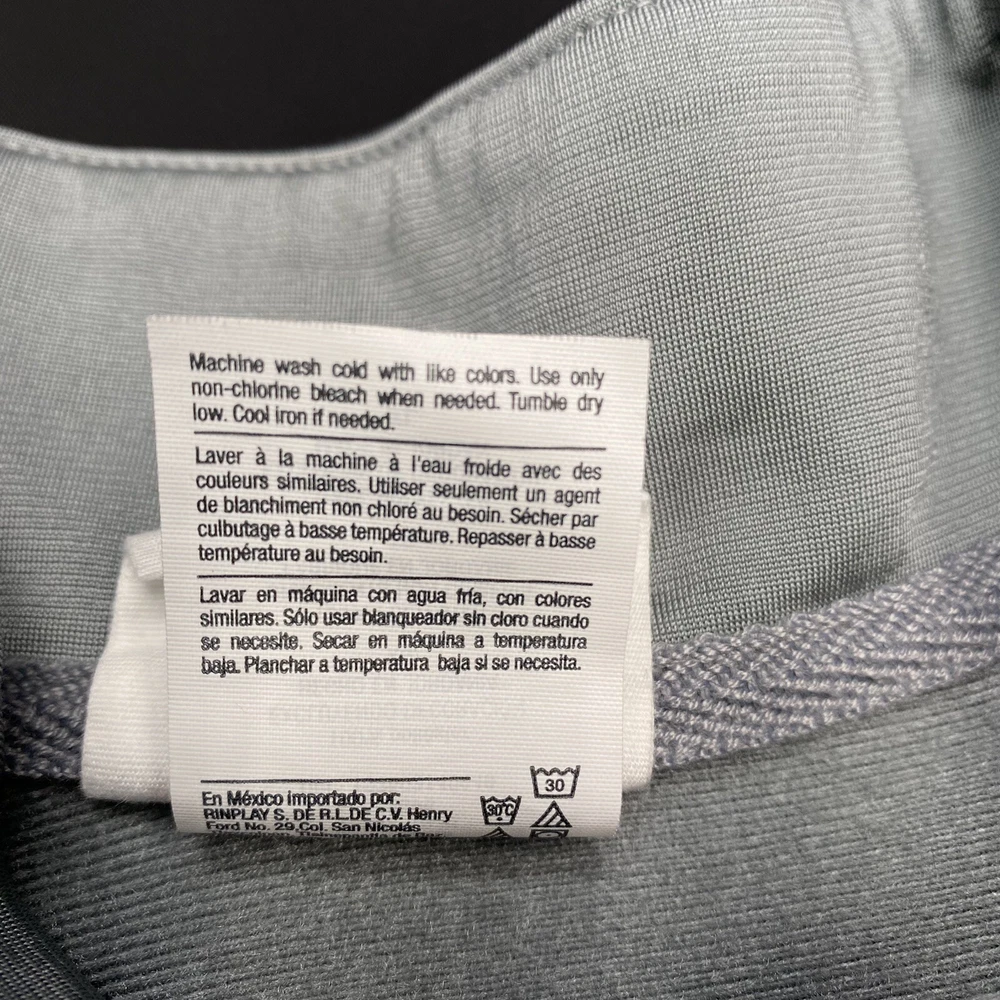 Machine wash cold with like colors. Use only
non-chlorine bleach when needed. Tumble dry
low. Cool iron if needed.
Laver à la machine à l'eau froide avec des
couleurs similaires. Utiliser seulement un agent
de blanchiment non chloré au besoin. Sécher par
culbutage à basse température. Repasser à basse
température au besoin.
Lavar en máquina con agua fría, con colores
similares. Sólo usar blanqueador sin cloro cuando
se necesite. Secar en máquina a temperatura
baja. Planchar a temperatura baja si se necesita.
30
30°C
En México importado por:
RINPLAY S. DE R.L.DE C.V. Henry
Ford No. 29,Col. San Nicolás